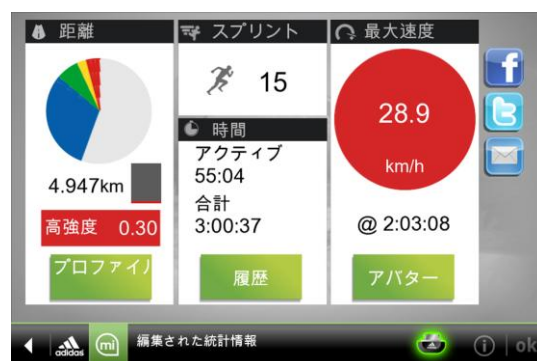 距離
スプリント
最大速度
15
28.9
km/h
4.947km
時間
アクティブ
55:04
合計
3:00:37
高強度 0.30
@ 2:03:08
プロファイル
履歴
アバター
adidas
mi
編集された統計情報
ok